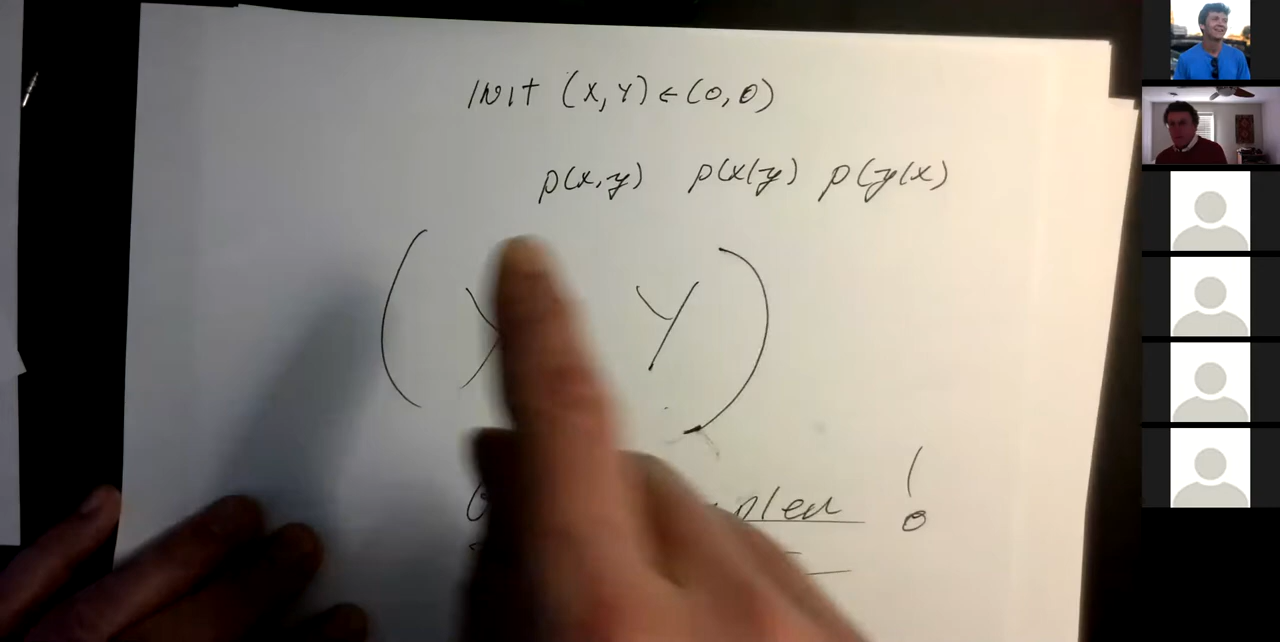 INIT (X, Y) ← (0, 0)
p(x,y) p(x|y) p(y|x)
( Y )
!